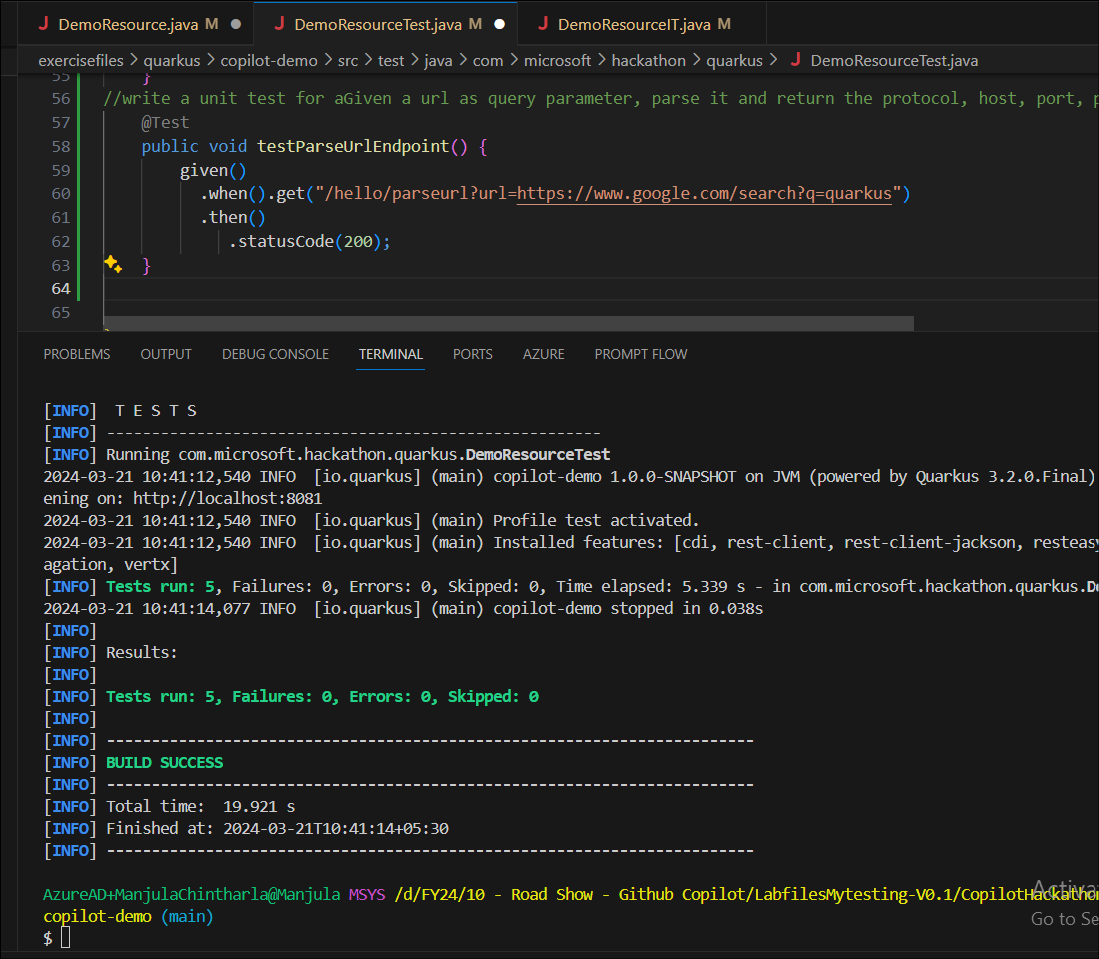 DemoResource.java M DemoResourceTest.java M DemoResourceIT.java M
exercisefiles > quarkus > copilot-demo > src > test > java > com > microsoft > hackathon > quarkus > DemoResourceTest.java
55 }
56 //write a unit test for aGiven a url as query parameter, parse it and return the protocol, host, port, p
57 @Test
58 public void testParseUrlEndpoint() {
59 given()
60 .when().get("/hello/parseurl?url=https://www.google.com/search?q=quarkus")
61 .then()
62 .statusCode(200);
63 }
64
65
PROBLEMS OUTPUT DEBUG CONSOLE TERMINAL PORTS AZURE PROMPT FLOW
[INFO] T E S T S
[INFO] -------------------------------------------------------
[INFO] Running com.microsoft.hackathon.quarkus.DemoResourceTest
2024-03-21 10:41:12,540 INFO [io.quarkus] (main) copilot-demo 1.0.0-SNAPSHOT on JVM (powered by Quarkus 3.2.0.Final)
ening on: http://localhost:8081
2024-03-21 10:41:12,540 INFO [io.quarkus] (main) Profile test activated.
2024-03-21 10:41:12,540 INFO [io.quarkus] (main) Installed features: [cdi, rest-client, rest-client-jackson, resteasy
agation, vertx]
[INFO] Tests run: 5, Failures: 0, Errors: 0, Skipped: 0, Time elapsed: 5.339 s - in com.microsoft.hackathon.quarkus.De
2024-03-21 10:41:14,077 INFO [io.quarkus] (main) copilot-demo stopped in 0.038s
[INFO]
[INFO] Results:
[INFO]
[INFO] Tests run: 5, Failures: 0, Errors: 0, Skipped: 0
[INFO]
[INFO] ------------------------------------------------------------------------
[INFO] BUILD SUCCESS
[INFO] ------------------------------------------------------------------------
[INFO] Total time: 19.921 s
[INFO] Finished at: 2024-03-21T10:41:14+05:30
[INFO] ------------------------------------------------------------------------
AzureAD+ManjulaChintharla@Manjula MSYS /d/FY24/10 - Road Show - Github Copilot/LabfilesMytesting-V0.1/CopilotHackathon
copilot-demo (main)
$
Activa
Go to Se